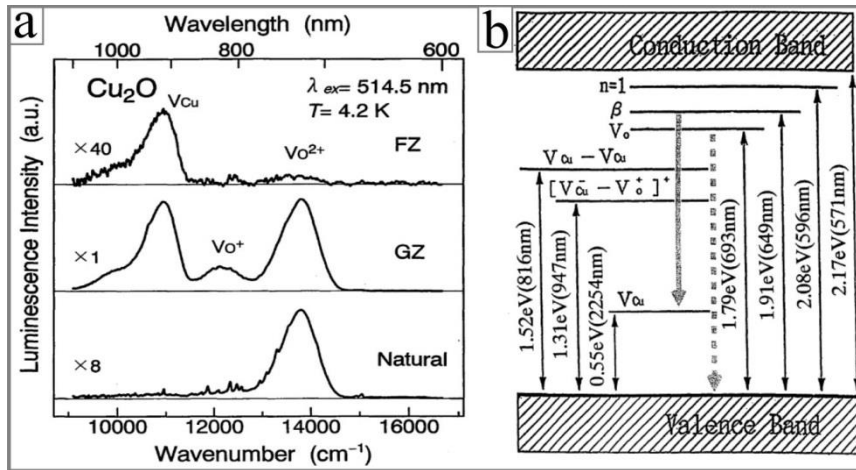 a
Wavelength (nm)
1000 800 600
Cu₂O
VCu
λ ex= 514.5 nm
T= 4.2 K
×40
VO²⁺
FZ
×1
VO⁺
GZ
×8
Natural
Luminescence Intensity (a.u.)
10000 12000 14000 16000
Wavenumber (cm⁻¹)
b
Conduction Band
n=1
β
Vo
VCu – VCu
[V⁻Cu – V⁺o]⁺
VCu
1.52eV(816nm)
1.31eV(947nm)
0.55eV(2254nm)
1.79eV(693nm)
1.91eV(649nm)
2.08eV(596nm)
2.17eV(571nm)
Valence Band